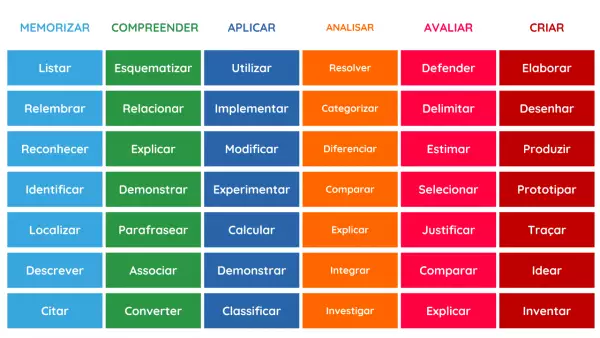 MEMORIZAR COMPREENDER APLICAR ANALISAR AVALIAR CRIAR
Listar Esquematizar Utilizar Resolver Defender Elaborar
Relembrar Relacionar Implementar Categorizar Delimitar Desenhar
Reconhecer Explicar Modificar Diferenciar Estimar Produzir
Identificar Demonstrar Experimentar Comparar Selecionar Prototipar
Localizar Parafrasear Calcular Explicar Justificar Traçar
Descrever Associar Demonstrar Integrar Comparar Idear
Citar Converter Classificar Investigar Explicar Inventar